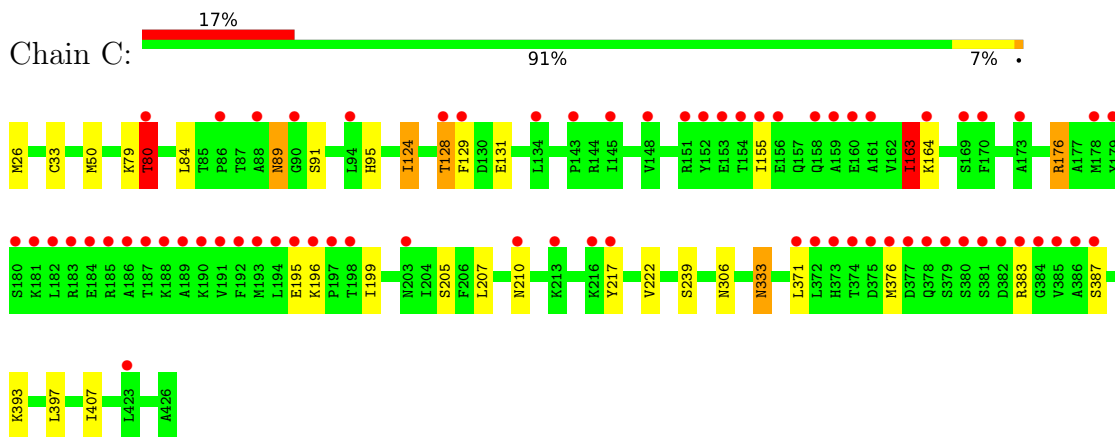 17%
Chain C:
91% 7% •
M26 C33 M50 K79 T80 L84 T85 P86 T87 A88 N89 G90 S91 L94 H95 I124 T128 F129 D130 E131 L134 P143 R144 I145 V148 R151 Y152 E153 T154 I155 E156 Q157 Q158 A159 E160 A161 V162 I163 K164 S169 F170 A173 R176 A177 M178 Y179
S180 K181 L182 R183 E184 R185 A186 T187 K188 A189 K190 V191 F192 M193 L194 E195 K196 P197 T198 I199 N203 I204 S205 F206 L207 N210 K213 K216 Y217 V222 S239 N306 N333 L371 L372 H373 T374 D375 M376 D377 Q378 S379 S380 S381 D382 R383 G384 V385 A386 S387
K393 L397 I407 L423 A426